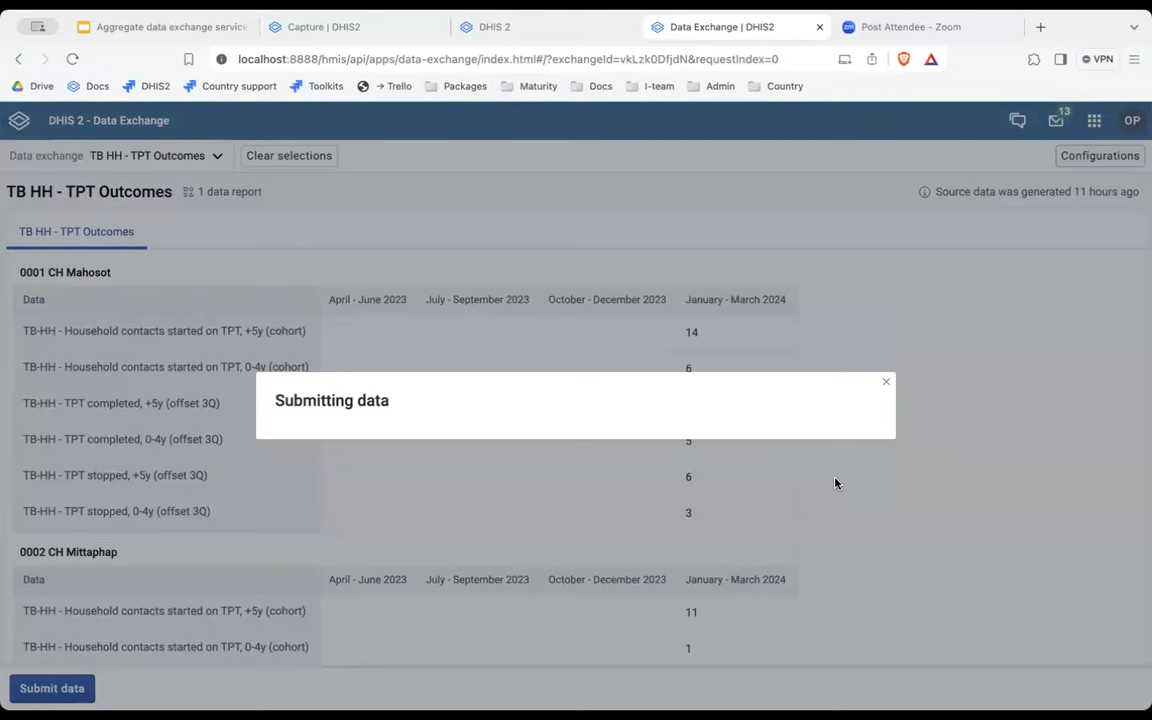 Aggregate data exchange service
Capture | DHIS2
DHIS 2
Data Exchange | DHIS2
Post Attendee - Zoom
localhost:8888/hmis/api/apps/data-exchange/index.html#/?exchangeId=vkLzk0DfjdN&requestIndex=0
VPN
Drive
Docs
DHIS2
Country support
Toolkits
→ Trello
Packages
Maturity
Docs
I-team
Admin
Country
DHIS 2 - Data Exchange
13
OP
Data exchange TB HH - TPT Outcomes
Clear selections
Configurations
TB HH - TPT Outcomes
1 data report
Source data was generated 11 hours ago
TB HH - TPT Outcomes
0001 CH Mahosot
Data April - June 2023 July - September 2023 October - December 2023 January - March 2024
TB-HH - Household contacts started on TPT, +5y (cohort) 14
TB-HH - Household contacts started on TPT, 0-4y (cohort) 6
Submitting data
TB-HH - TPT completed, +5y (offset 3Q)
TB-HH - TPT completed, 0-4y (offset 3Q) 5
TB-HH - TPT stopped, +5y (offset 3Q) 6
TB-HH - TPT stopped, 0-4y (offset 3Q) 3
0002 CH Mittaphap
Data April - June 2023 July - September 2023 October - December 2023 January - March 2024
TB-HH - Household contacts started on TPT, +5y (cohort) 11
TB-HH - Household contacts started on TPT, 0-4y (cohort) 1
Submit data